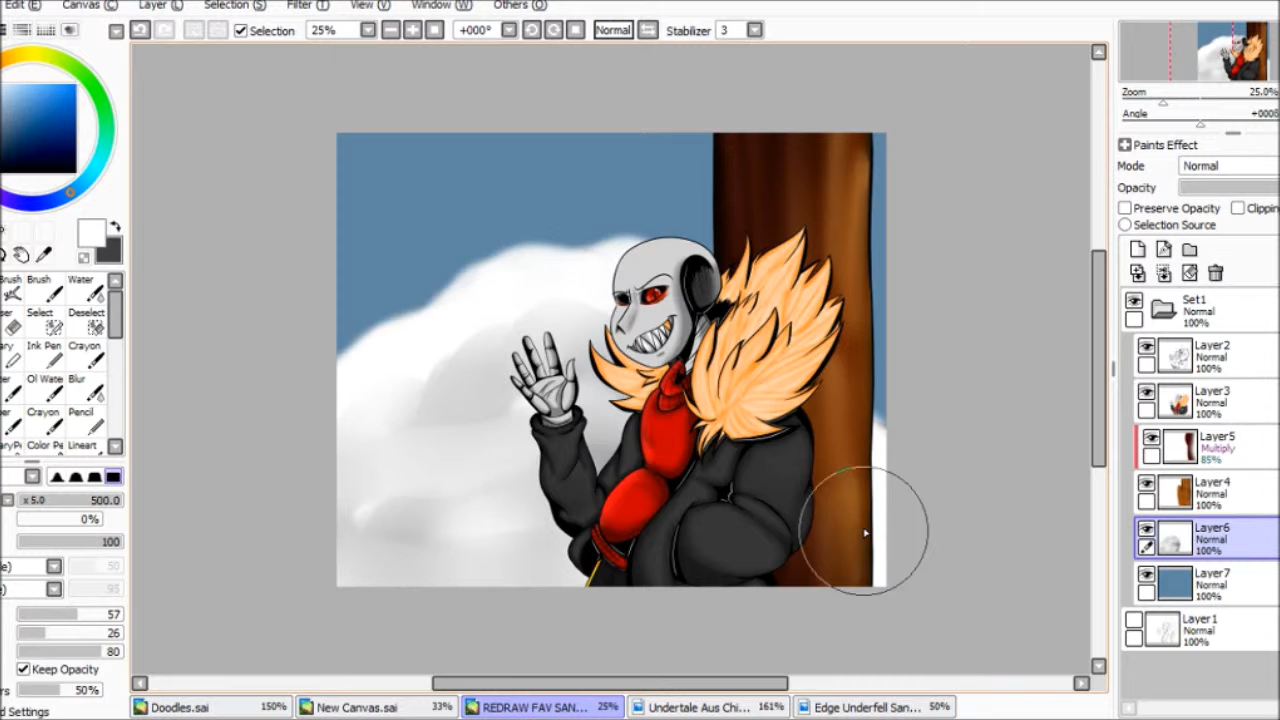 Edit (E) Canvas (C) Layer (L) Selection (S) Filter (T) View (V) Window (W) Others (O)
Selection 25% +000° Normal Stabilizer 3
Zoom 25.0%
Angle +000
Paints Effect
Mode Normal
Opacity
Preserve Opacity
Selection Source
Brush Brush Water
Select Deselect
Ink Pen Crayon
Blur
Crayon Pencil
Color Lineart
x 5.0 500.0
0%
100
50
95
57
26
80
Keep Opacity
50%
Settings
Set1
Normal
100%
Layer2
Normal
100%
Layer3
Normal
100%
Layer5
Multiply
85%
Layer4
Normal
100%
Layer6
Normal
100%
Layer7
Normal
100%
Layer1
Normal
100%
Doodles.sai 150% New Canvas.sai 33% REDRAW FAV SAN... 25% Undertale Aus Chi... 161% Edge Underfell San... 50%